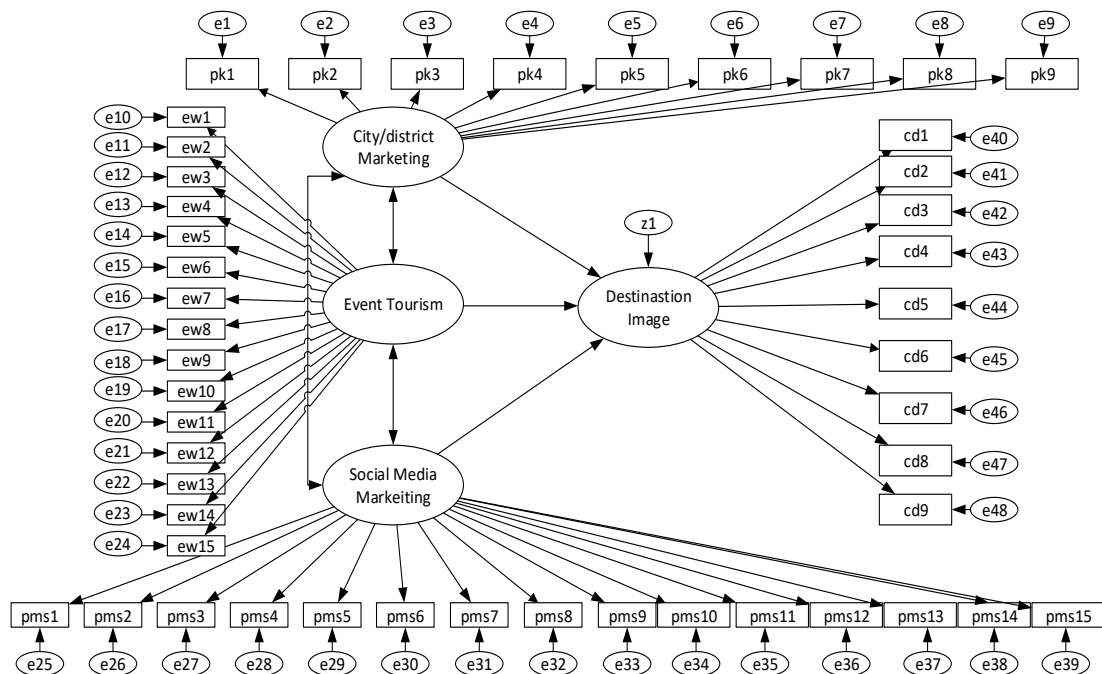 e1 e2 e3 e4 e5 e6 e7 e8 e9
pk1 pk2 pk3 pk4 pk5 pk6 pk7 pk8 pk9
City/district
Marketing
e10 ew1
e11 ew2
e12 ew3
e13 ew4
e14 ew5
e15 ew6
e16 ew7
e17 ew8
e18 ew9
e19 ew10
e20 ew11
e21 ew12
e22 ew13
e23 ew14
e24 ew15
Event Tourism
z1
Destinastion
Image
cd1 e40
cd2 e41
cd3 e42
cd4 e43
cd5 e44
cd6 e45
cd7 e46
cd8 e47
cd9 e48
Social Media
Markeiting
pms1 pms2 pms3 pms4 pms5 pms6 pms7 pms8 pms9 pms10 pms11 pms12 pms13 pms14 pms15
e25 e26 e27 e28 e29 e30 e31 e32 e33 e34 e35 e36 e37 e38 e39